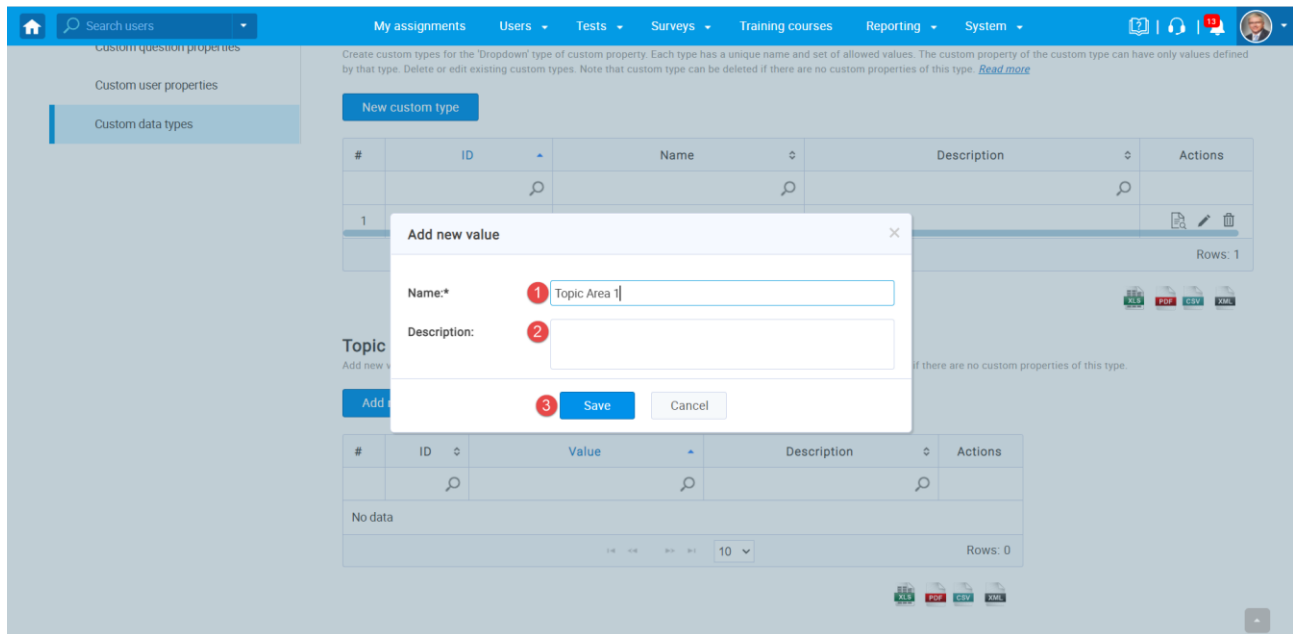 Search users
My assignments Users Tests Surveys Training courses Reporting System 13
Custom question properties
Create custom types for the 'Dropdown' type of custom property. Each type has a unique name and set of allowed values. The custom property of the custom type can have only values defined
by that type. Delete or edit existing custom types. Note that custom type can be deleted if there are no custom properties of this type. Read more
Custom user properties
New custom type
Custom data types
# ID Name Description Actions
1
Add new value
Rows: 1
Name:* 1 Topic Area 1
XLS PDF CSV XML
Description: 2
Topic
Add new if there are no custom properties of this type.
Add
3 Save Cancel
# ID Value Description Actions
No data
10 Rows: 0
XLS PDF CSV XML